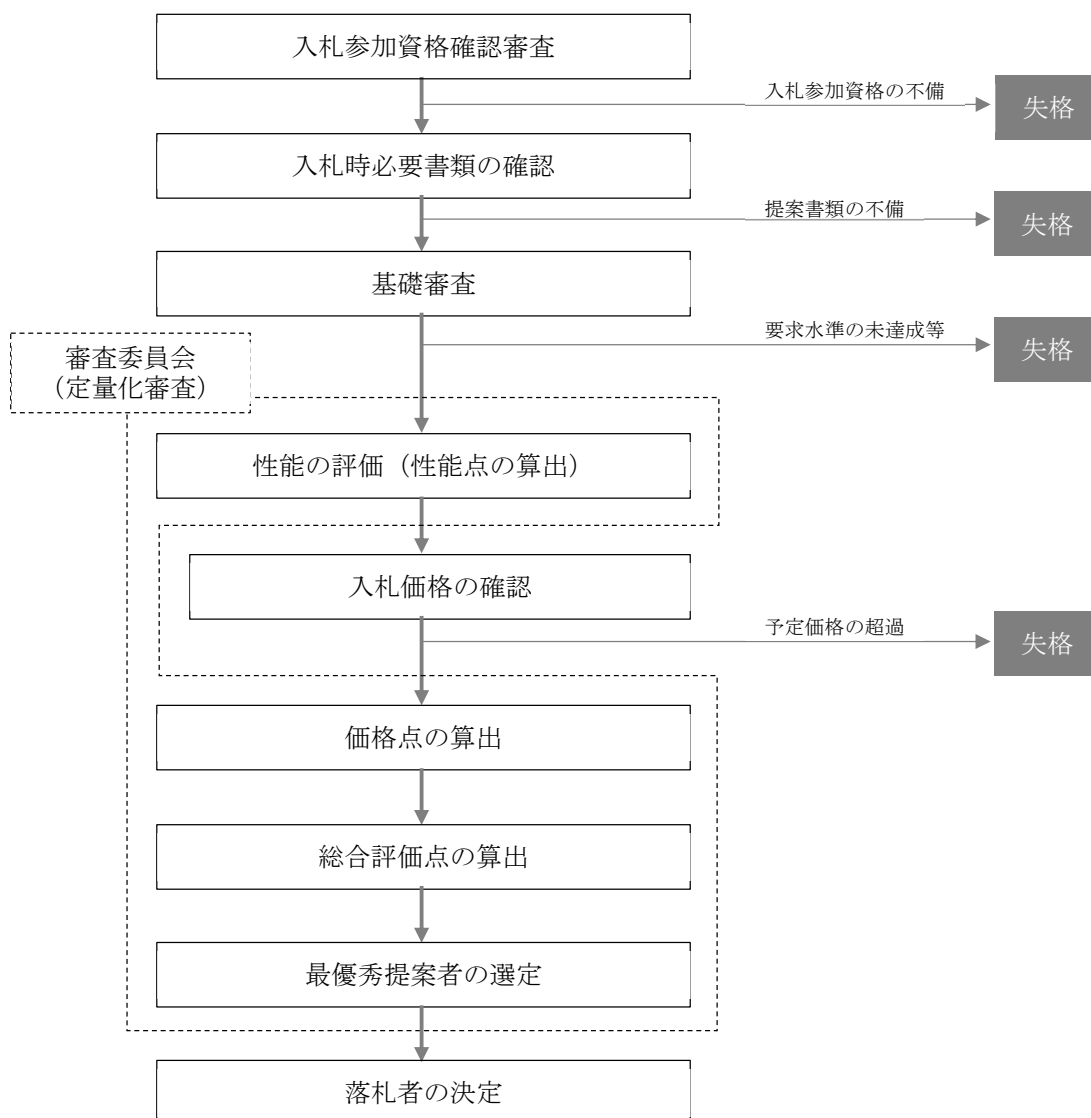 入札参加資格確認審査
入札参加資格の不備
失格
入札時必要書類の確認
提案書類の不備
失格
基礎審査
要求水準の未達成等
失格
審査委員会
（定量化審査）
性能の評価（性能点の算出）
入札価格の確認
予定価格の超過
失格
価格点の算出
総合評価点の算出
最優秀提案者の選定
落札者の決定